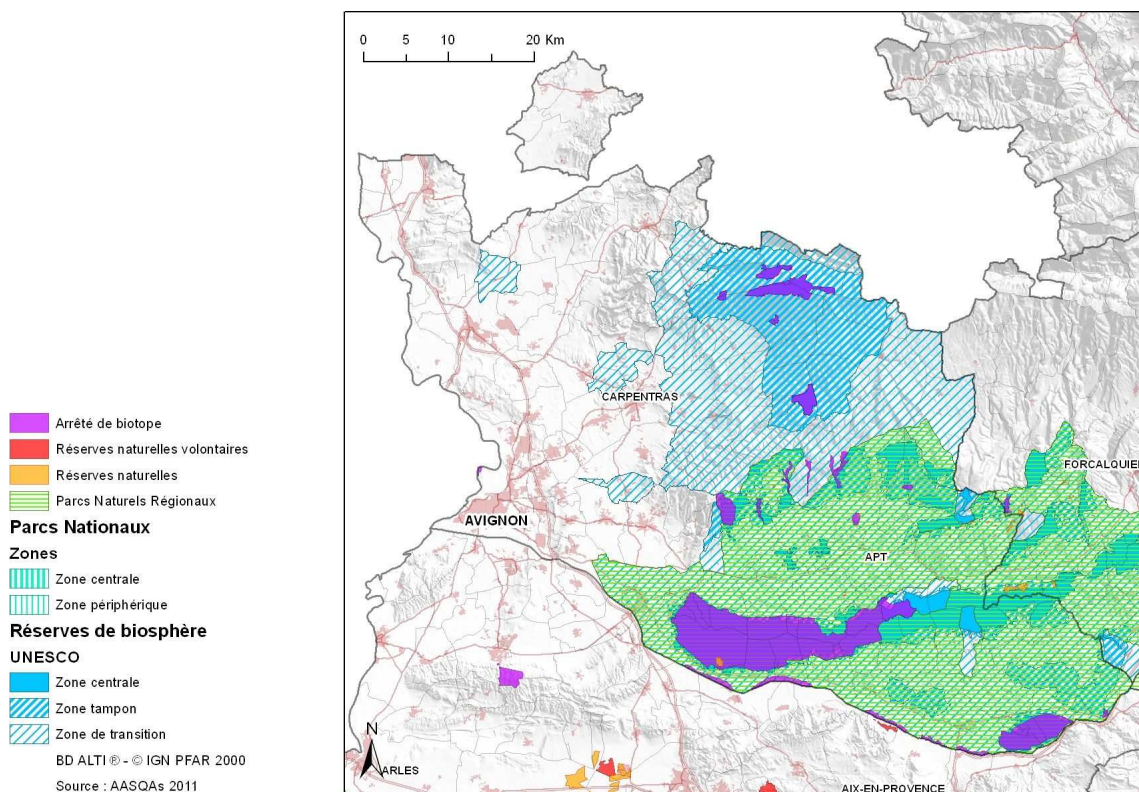 0 5 10 20 Km
CARPENTRAS
FORCALQUIER
AVIGNON
APT
N
ARLES
AIX-EN-PROVENCE
Arrêté de biotope
Réserves naturelles volontaires
Réserves naturelles
Parcs Naturels Régionaux
Parcs Nationaux
Zones
Zone centrale
Zone périphérique
Réserves de biosphère
UNESCO
Zone centrale
Zone tampon
Zone de transition
BD ALTI ® - © IGN PFAR 2000
Source : AASQAs 2011